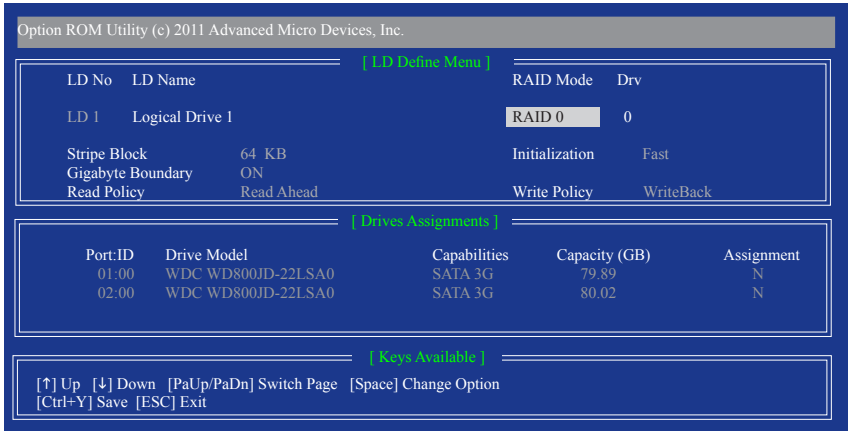 Option ROM Utility (c) 2011 Advanced Micro Devices, Inc.
[ LD Define Menu ]
LD No LD Name RAID Mode Drv
LD 1 Logical Drive 1 RAID 0 0
Stripe Block 64 KB Initialization Fast
Gigabyte Boundary ON
Read Policy Read Ahead Write Policy WriteBack
[ Drives Assignments ]
Port:ID Drive Model Capabilities Capacity (GB) Assignment
01:00 WDC WD800JD-22LSA0 SATA 3G 79.89 N
02:00 WDC WD800JD-22LSA0 SATA 3G 80.02 N
[ Keys Available ]
[↑] Up [↓] Down [PaUp/PaDn] Switch Page [Space] Change Option
[Ctrl+Y] Save [ESC] Exit